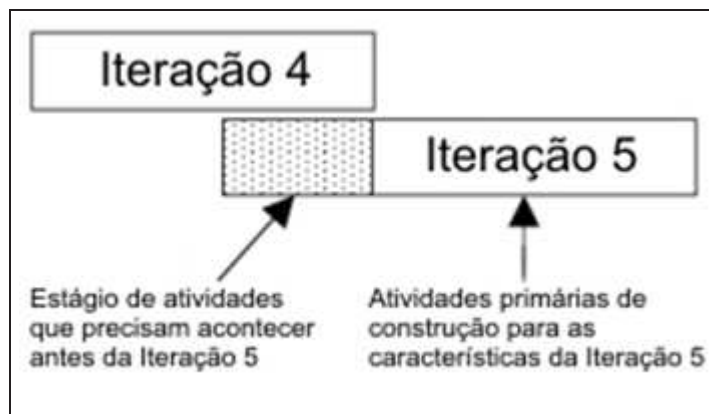 Iteração 4
Iteração 5
Estágio de atividades
que precisam acontecer
antes da Iteração 5
Atividades primárias de
construção para as
características da Iteração 5